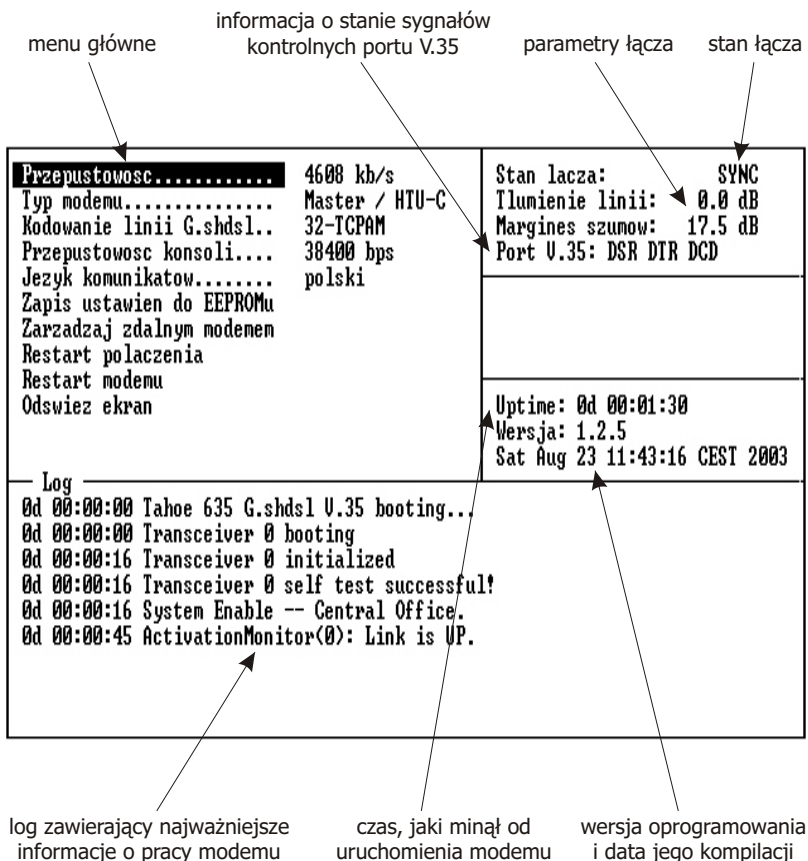 informacja o stanie sygnałów
kontrolnych portu V.35
menu główne
parametry łącza
stan łącza
Przepustowosc............ 4608 kb/s
Typ modemu............... Master / HTU-C
Kodowanie linii G.shdsl.. 32-TCPAM
Przepustowosc konsoli.... 38400 bps
Jezyk komunikatow........ polski
Zapis ustawien do EEPROMu
Zarzadzaj zdalnym modemem
Restart polaczenia
Restart modemu
Odswiez ekran
Stan lacza: SYNC
Tlumienie linii: 0.0 dB
Margines szumow: 17.5 dB
Port V.35: DSR DTR DCD
Uptime: 0d 00:01:30
Wersja: 1.2.5
Sat Aug 23 11:43:16 CEST 2003
Log
0d 00:00:00 Tahoe 635 G.shdsl V.35 booting...
0d 00:00:00 Transceiver 0 booting
0d 00:00:16 Transceiver 0 initialized
0d 00:00:16 Transceiver 0 self test successful!
0d 00:00:16 System Enable -- Central Office.
0d 00:00:45 ActivationMonitor(0): Link is UP.
log zawierający najważniejsze
informacje o pracy modemu
czas, jaki minął od
uruchomienia modemu
wersja oprogramowania
i data jego kompilacji